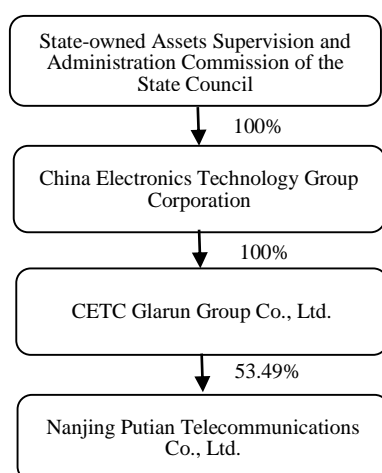 State-owned Assets Supervision and
Administration Commission of the
State Council
100%
China Electronics Technology Group
Corporation
100%
CETC Glarun Group Co., Ltd.
53.49%
Nanjing Putian Telecommunications
Co., Ltd.